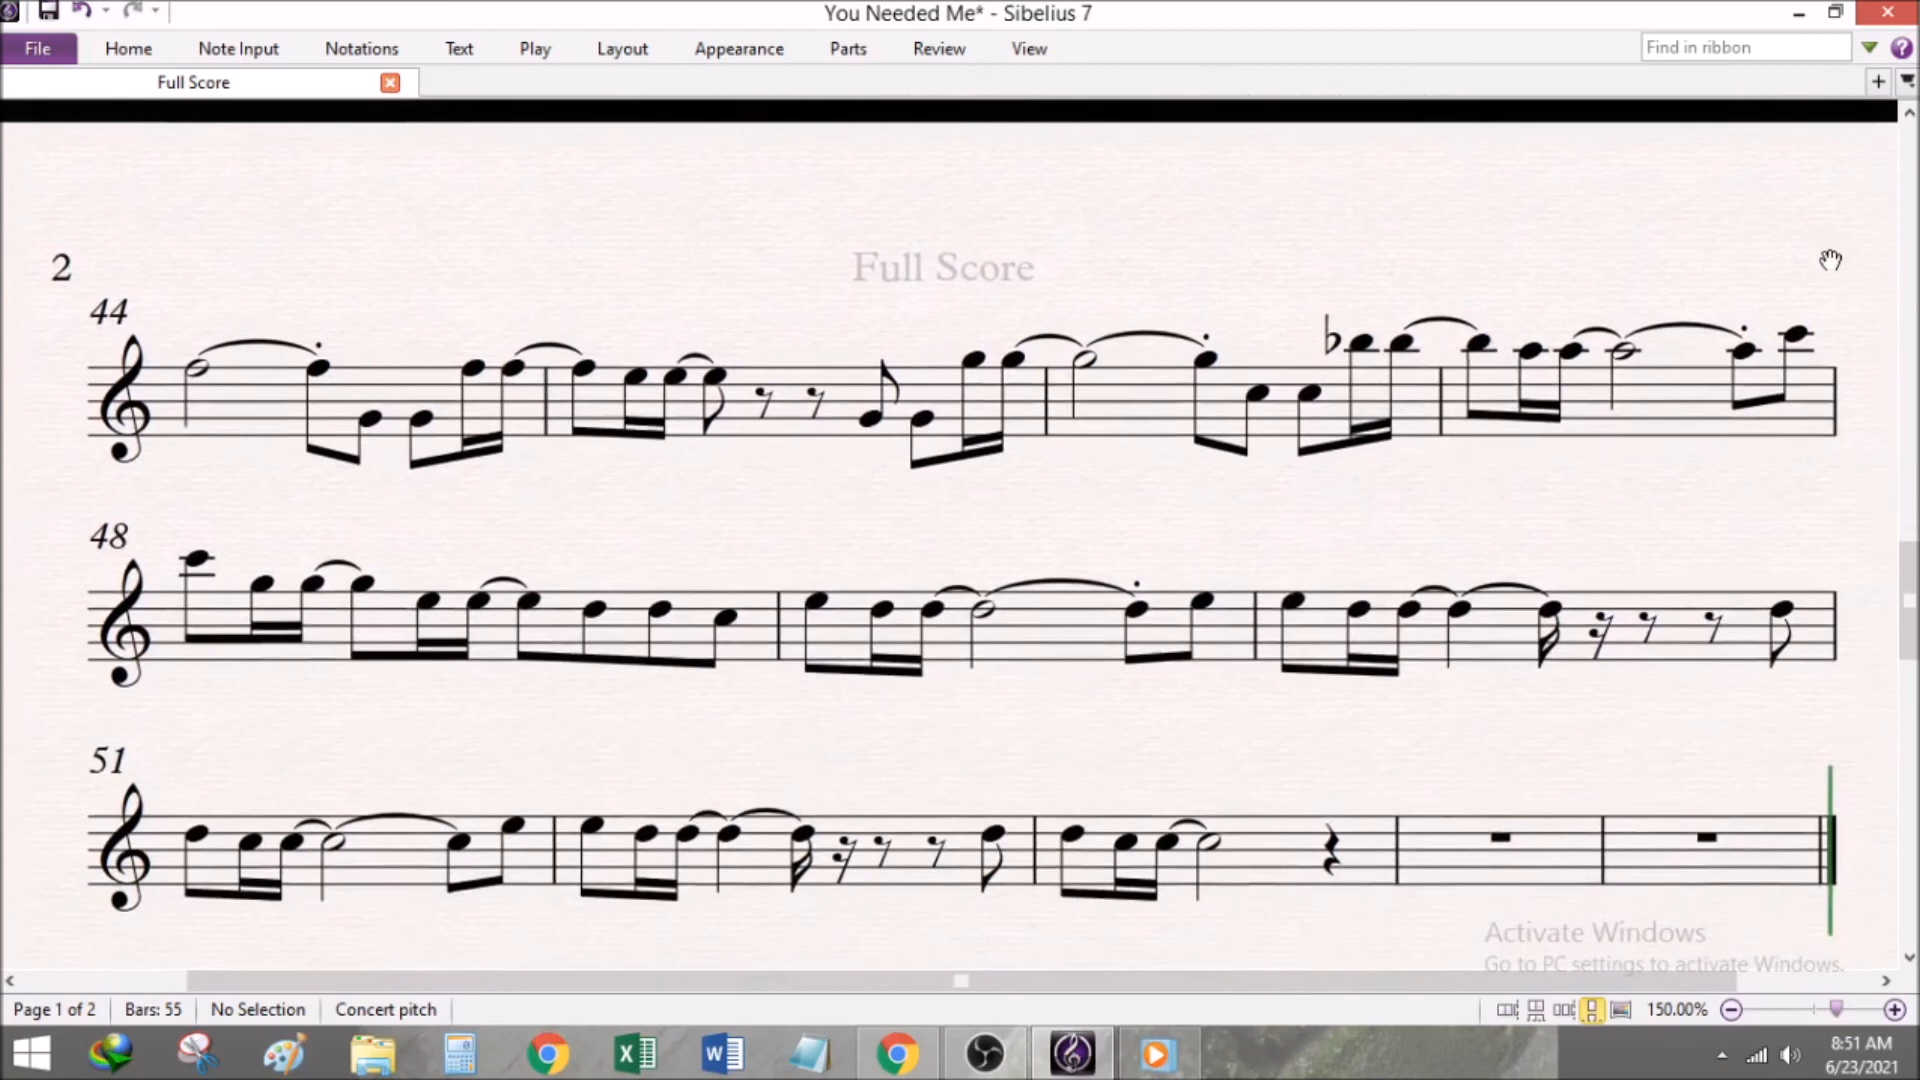 You Needed Me* - Sibelius 7
File Home Note Input Notations Text Play Layout Appearance Parts Review View Find in ribbon
Full Score
2 Full Score
44
48
51
Activate Windows
Go to PC settings to activate Windows.
Page 1 of 2 Bars: 55 No Selection Concert pitch 150.00%
8:51 AM
6/23/2021